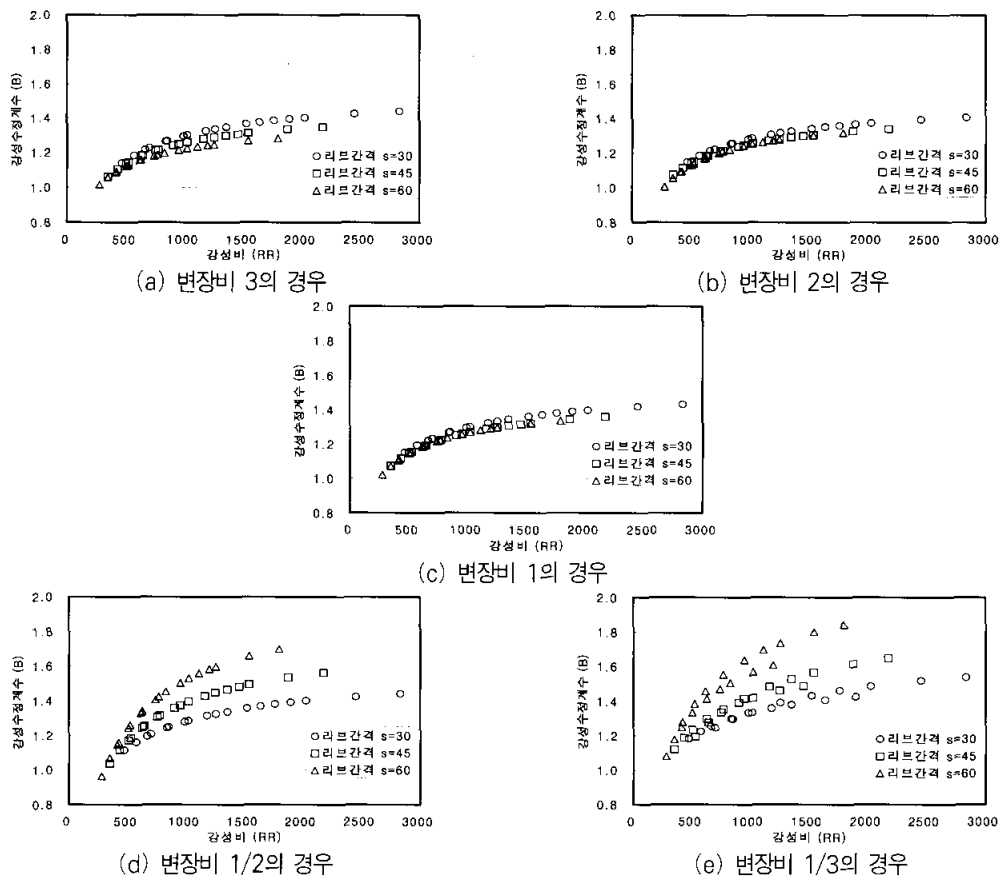 강성수정계수 (B)
2.0
1.8
1.6
1.4
1.2
1.0
0.8
○ 리브간격 s=30
□ 리브간격 s=45
△ 리브간격 s=60
0 500 1000 1500 2000 2500 3000
강성비 (RR)
(a) 변장비 3의 경우
강성수정계수 (B)
2.0
1.8
1.6
1.4
1.2
1.0
0.8
○ 리브간격 s=30
□ 리브간격 s=45
△ 리브간격 s=60
0 500 1000 1500 2000 2500 3000
강성비 (RR)
(b) 변장비 2의 경우
강성수정계수 (B)
2.0
1.8
1.6
1.4
1.2
1.0
0.8
○ 리브간격 s=30
□ 리브간격 s=45
△ 리브간격 s=60
0 500 1000 1500 2000 2500 3000
강성비 (RR)
(c) 변장비 1의 경우
강성수정계수 (B)
2.0
1.8
1.6
1.4
1.2
1.0
0.8
○ 리브간격 s=30
□ 리브간격 s=45
△ 리브간격 s=60
0 500 1000 1500 2000 2500 3000
강성비 (RR)
(d) 변장비 1/2의 경우
강성수정계수 (B)
2.0
1.8
1.6
1.4
1.2
1.0
0.8
○ 리브간격 s=30
□ 리브간격 s=45
△ 리브간격 s=60
0 500 1000 1500 2000 2500 3000
강성비 (RR)
(e) 변장비 1/3의 경우